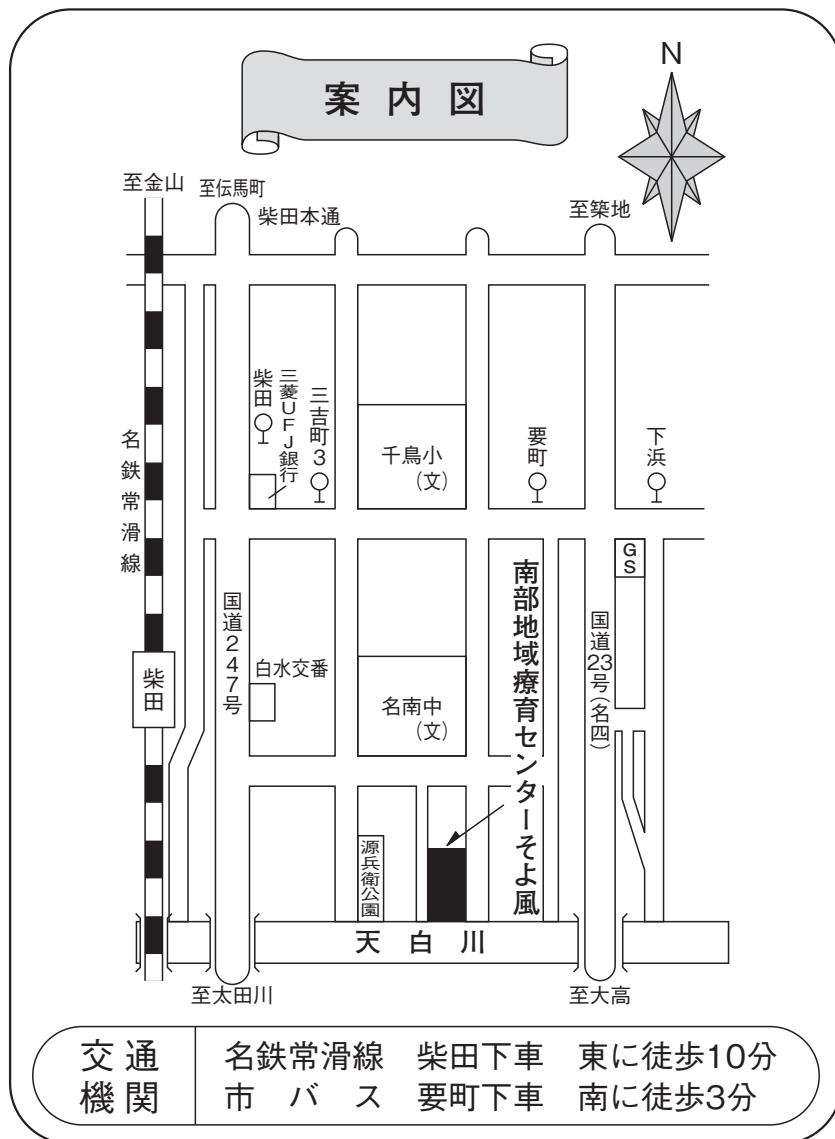 案内図
N
至金山
至伝馬町
柴田本通
至築地
名鉄常滑線
柴田
三菱UFJ銀行
三吉町3
千鳥小
(文)
要町
下浜
GS
柴田
国道247号
白水交番
名南中
(文)
南部地域療育センターそよ風
国道23号(名四)
源兵衛公園
天白川
至太田川
至大高
交通機関
名鉄常滑線 柴田下車 東に徒歩10分
市バス 要町下車 南に徒歩3分